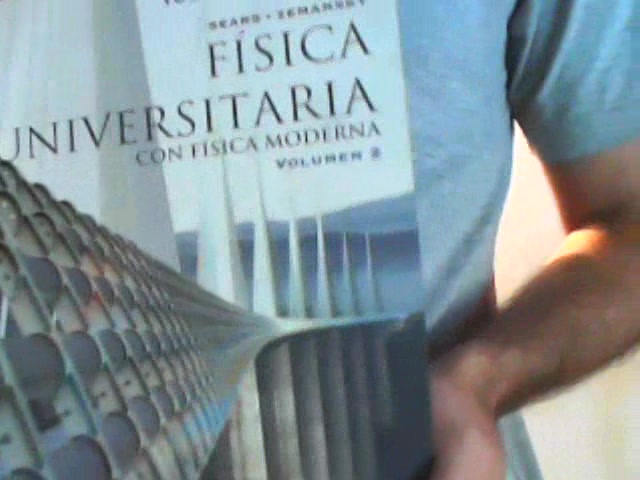 SEARS • ZEMANSKY
FÍSICA
UNIVERSITARIA
CON FÍSICA MODERNA
VOLUMEN 2